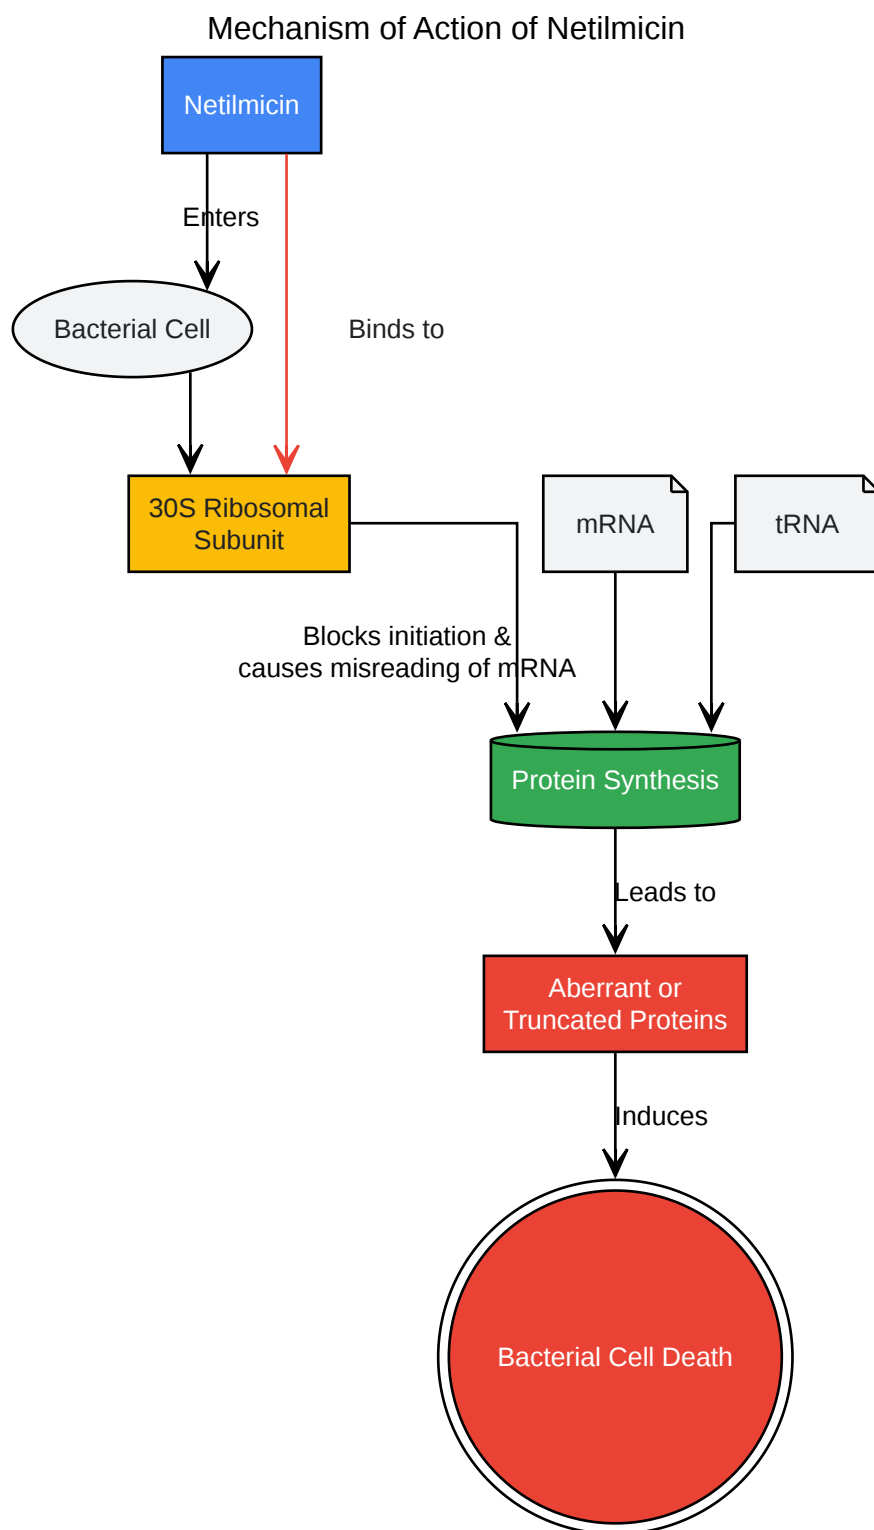 Mechanism of Action of Netilmicin
Netilmicin
Enters
Bacterial Cell
Binds to
30S Ribosomal
Subunit
mRNA
tRNA
Blocks initiation &
causes misreading of mRNA
Protein Synthesis
Leads to
Aberrant or
Truncated Proteins
Induces
Bacterial Cell Death